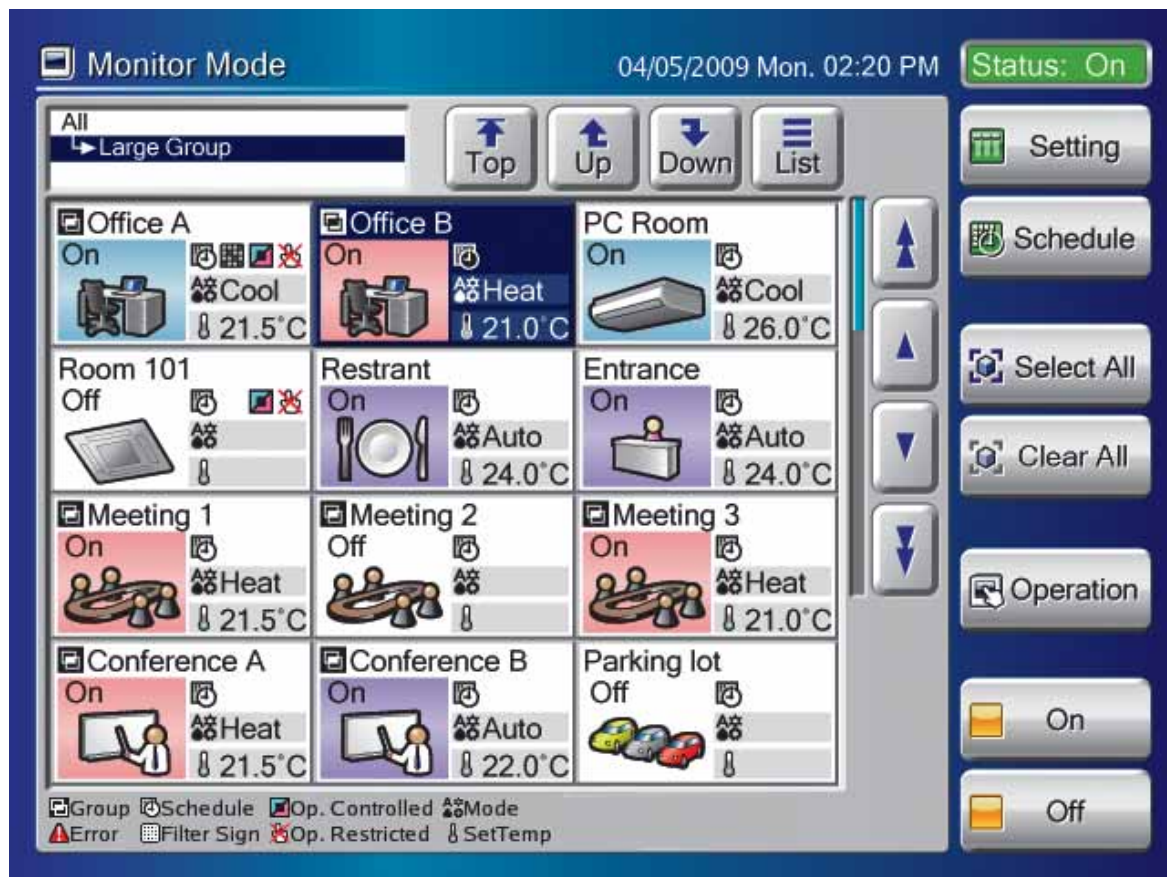 Monitor Mode
04/05/2009 Mon. 02:20 PM
Status: On
All
Large Group
Top
Up
Down
List
Setting
Schedule
Select All
Clear All
Operation
On
Off
Office A
On
Cool
21.5°C
Office B
On
Heat
21.0°C
PC Room
On
Cool
26.0°C
Room 101
Off
Restrant
On
Auto
24.0°C
Entrance
On
Auto
24.0°C
Meeting 1
On
Heat
21.5°C
Meeting 2
Off
Meeting 3
On
Heat
21.0°C
Conference A
On
Heat
21.5°C
Conference B
On
Auto
22.0°C
Parking lot
Off
Group Schedule Op. Controlled Mode
Error Filter Sign Op. Restricted SetTemp